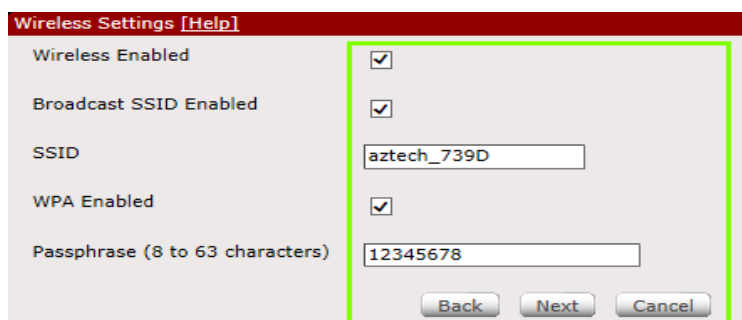 Wireless Settings [Help]
Wireless Enabled
Broadcast SSID Enabled
SSID aztech_739D
WPA Enabled
Passphrase (8 to 63 characters) 12345678
Back Next Cancel